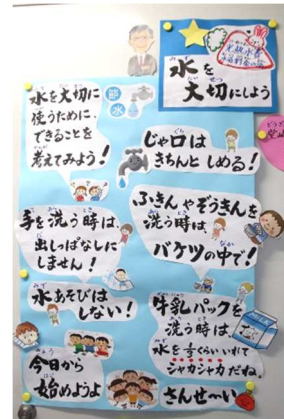 水を
大切にしよう
節水
水を大切に
使うために、
できることを
考えてみよう！
じゃ口は
きちんとしめる！
手を洗う時は
出しっぱなしに
しません！
ふきんやぞうきんを
洗う時は、
バケツの中で！
水あそびは
しない！
牛乳パックを
洗う時は
水を
くらいいれて
シャカシャカだね。
今日から
始めようよ
さんせ〜い